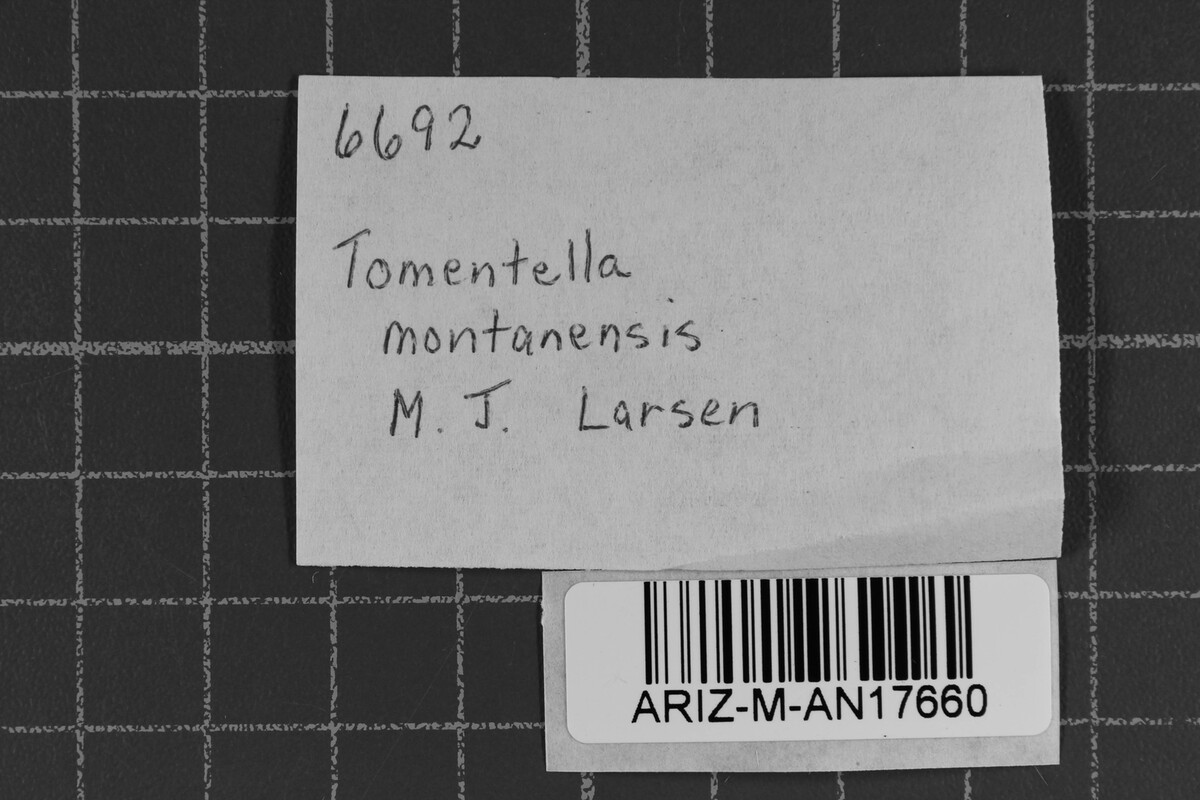 6692
Tomentella
montanensis
M. J. Larsen
ARIZ-M-AN17660